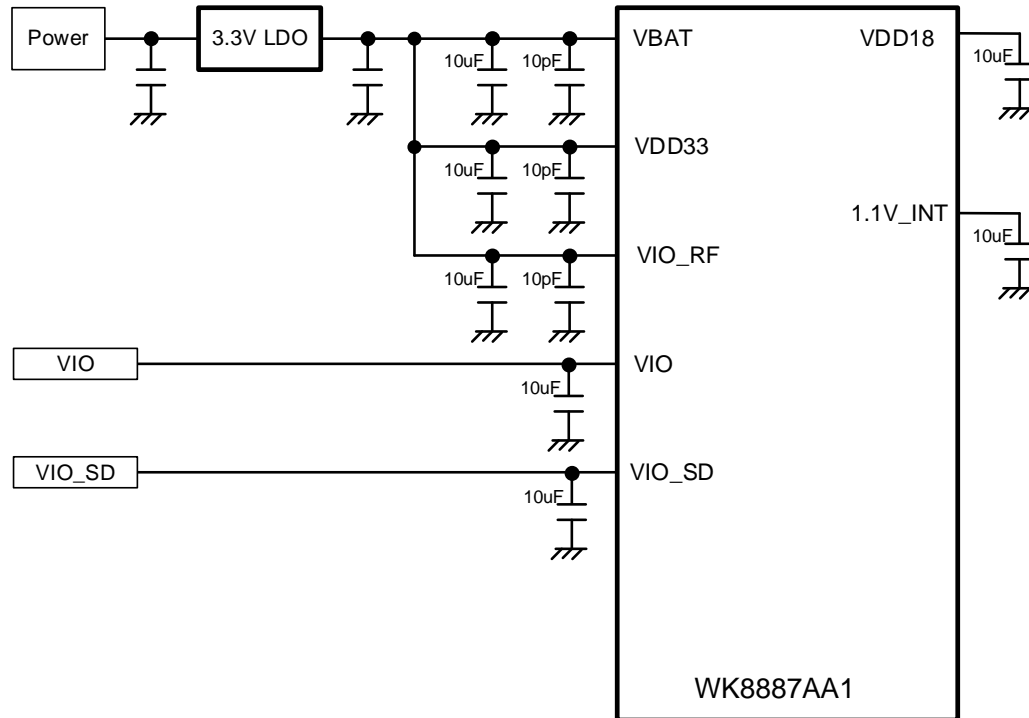 Power
3.3V LDO
VBAT
VDD18
10uF
10pF
10uF
VDD33
10uF
10pF
1.1V_INT
VIO_RF
10uF
10uF
10pF
VIO
VIO
10uF
VIO_SD
VIO_SD
10uF
WK8887AA1